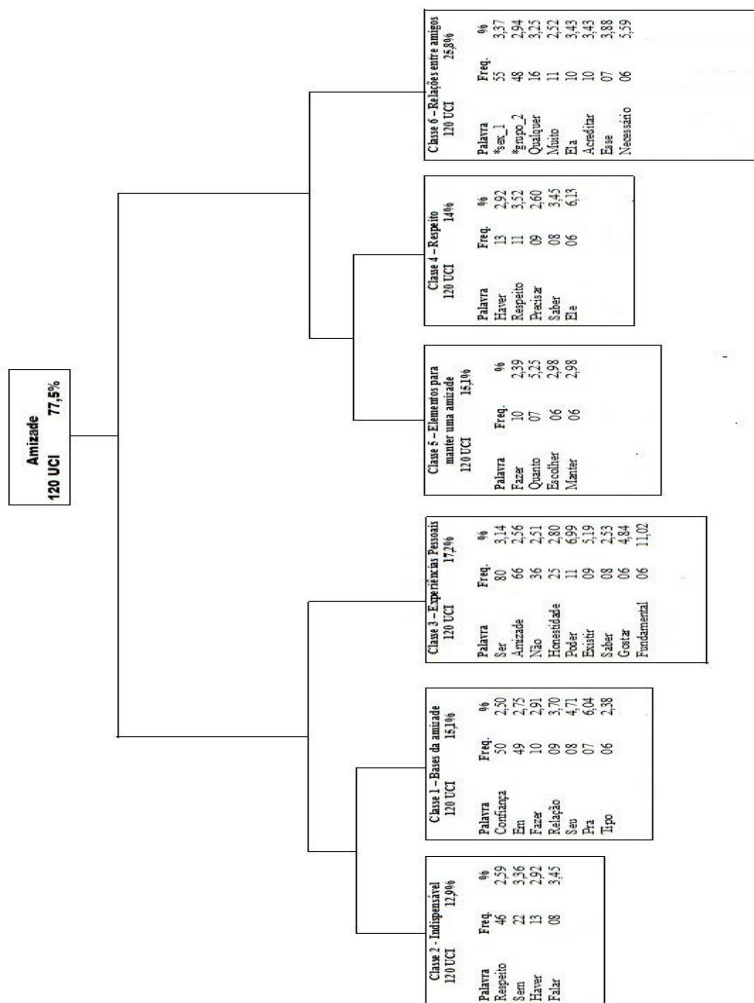 Amizade
120 UCI 77,5%
Classe 2 - Indispensável
120 UCI 12,9%
Palavra Freq. %
Respeito 46 2,59
Sem 22 3,36
Haver 13 2,92
Falar 08 3,45
Classe 1 – Bases da amizade
120 UCI 15,1%
Palavra Freq. %
Confiança 50 2,50
Em 49 2,75
Fazer 10 2,91
Relação 09 3,70
Seu 08 4,71
Pra 07 6,04
Tipo 06 2,38
Classe 3 – Experiências Pessoais
120 UCI 17,2%
Palavra Freq. %
Ser 80 3,14
Amizade 66 2,56
Não 36 2,51
Honestidade 25 2,80
Poder 11 6,99
Existir 09 5,19
Saber 08 2,53
Gostar 06 4,84
Fundamental 06 11,02
Classe 5 – Elementos para
manter uma amizade
120 UCI 15,1%
Palavra Freq. %
Fazer 10 2,39
Quanto 07 5,25
Escolher 06 2,98
Manter 06 2,98
Classe 4 – Respeito
120 UCI 14%
Palavra Freq. %
Haver 13 2,92
Respeito 11 3,52
Precisar 09 2,60
Saber 08 3,45
Ele 06 6,13
Classe 6 – Relações entre amigos
120 UCI 25,8%
Palavra Freq. %
*sex_1 55 3,37
*grupo_2 48 2,94
Qualquer 16 3,25
Muito 11 2,52
Ela 10 3,43
Acreditar 10 3,43
Esse 07 3,88
Necessário 06 5,59